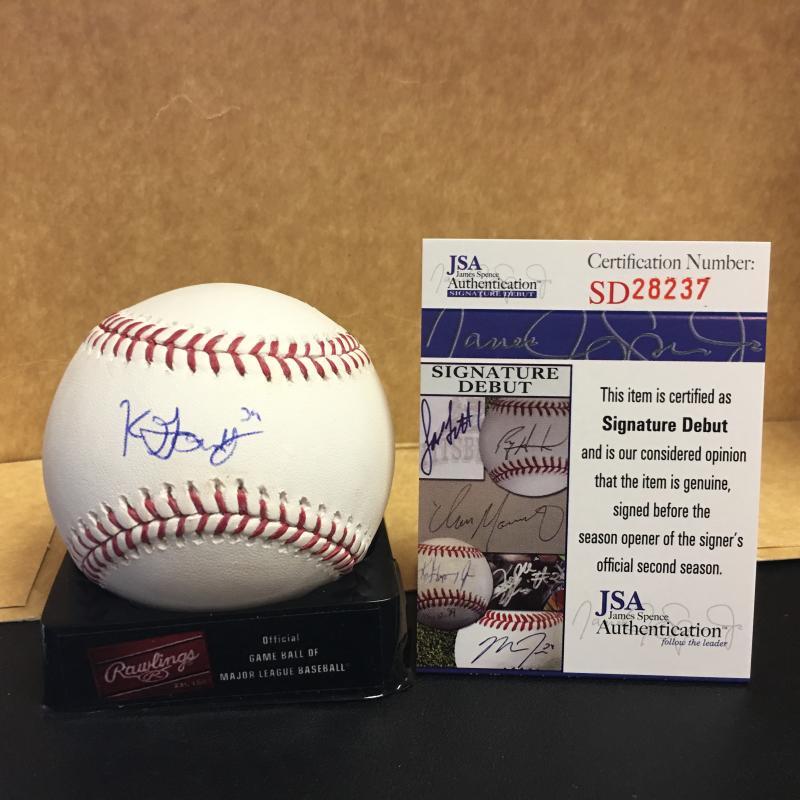 34
Rawlings
R
Official
GAME BALL OF
MAJOR LEAGUE BASEBALL
JSA
James Spence
Authentication
SIGNATURE DEBUT
Certification Number:
SD28237
SIGNATURE
DEBUT
This item is certified as
Signature Debut
and is our considered opinion
that the item is genuine,
signed before the
season opener of the signer's
official second season.
JSA
James Spence
Authentication™
follow the leader